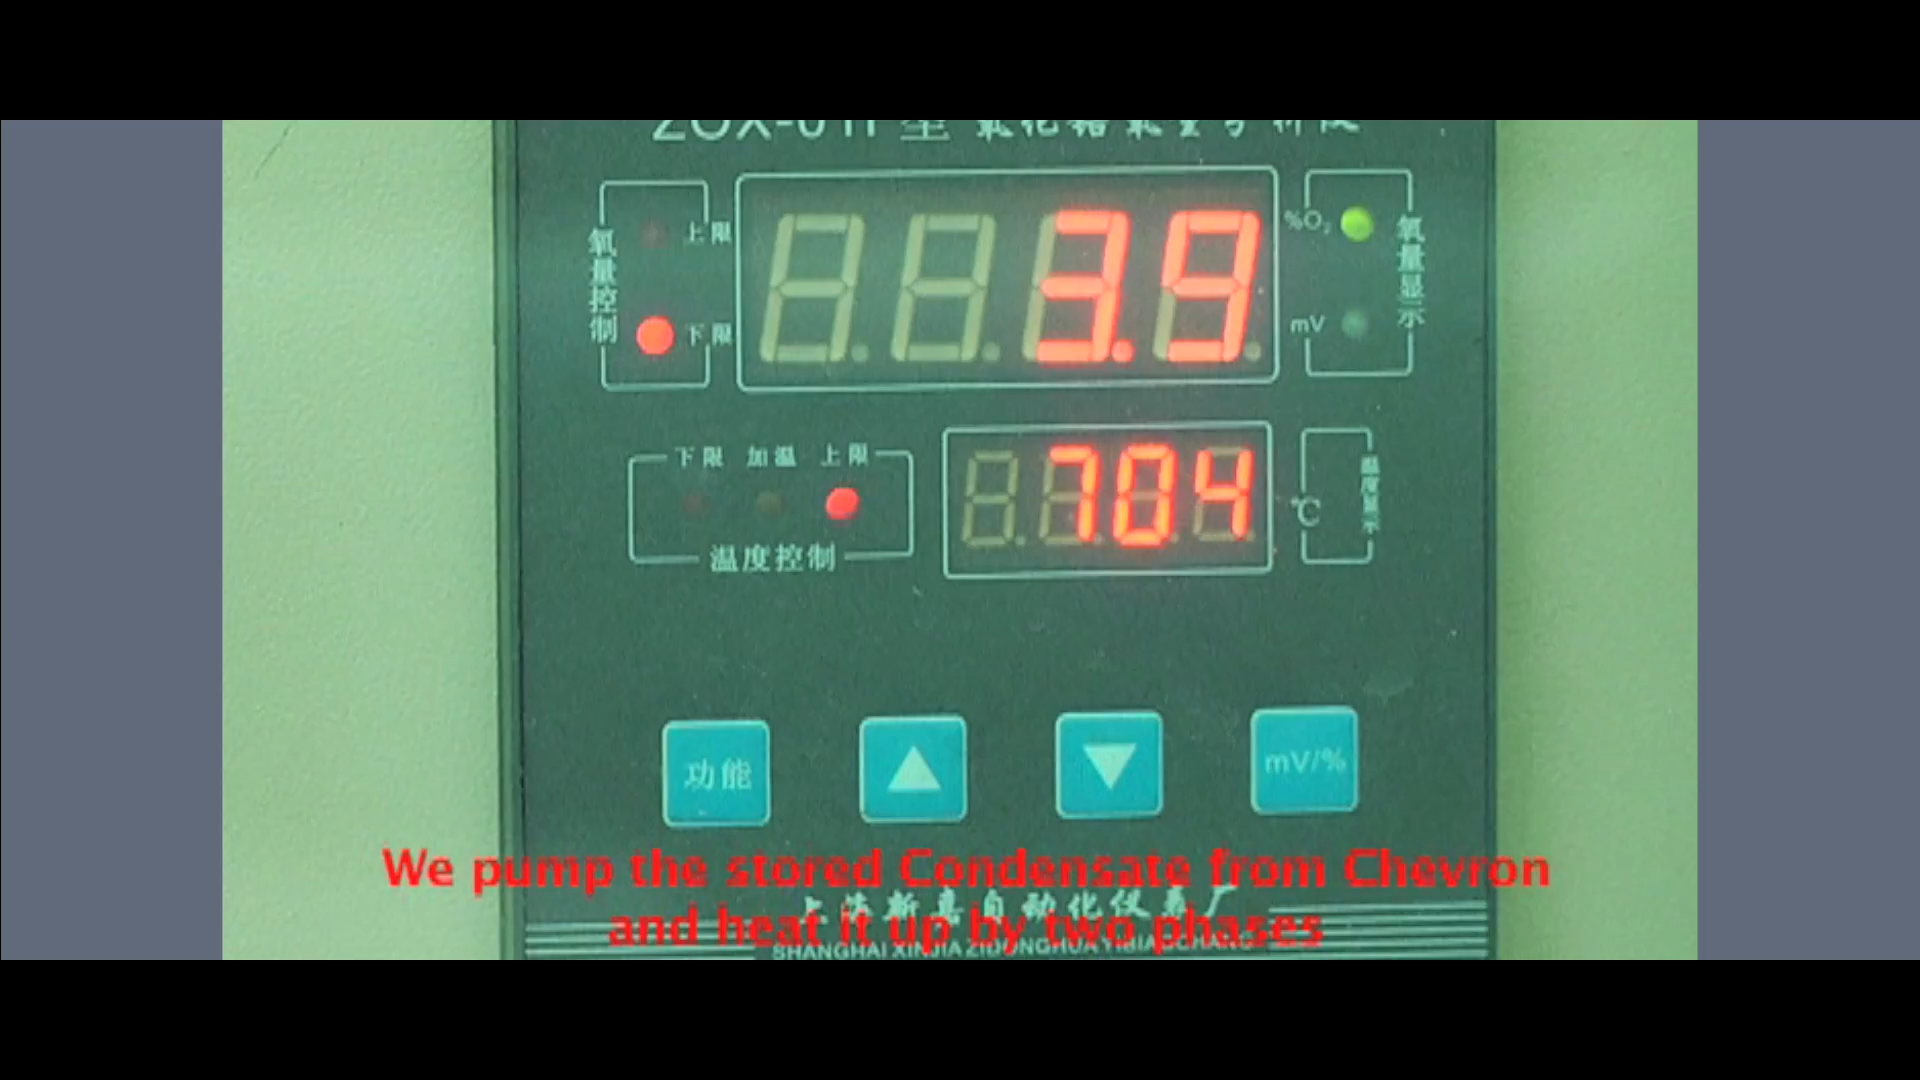 型 氧化锆氧量分析仪
氧量控制
上限
下限
3.9
%O₂
mV
氧量显示
下限 加温 上限
温度控制
704
℃
温度显示
功能
mV/%
We pump the stored Condensate from Chevron
and heat it up by two phases
上海新嘉自动化仪表厂
SHANGHAI XINJIA ZIDONGHUA YIBIAOCHANG